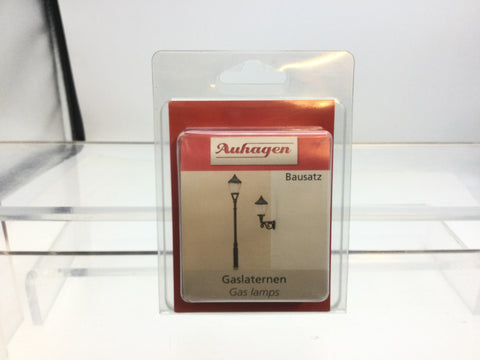 Auhagen
Bausatz
Gaslaternen
Gas lamps